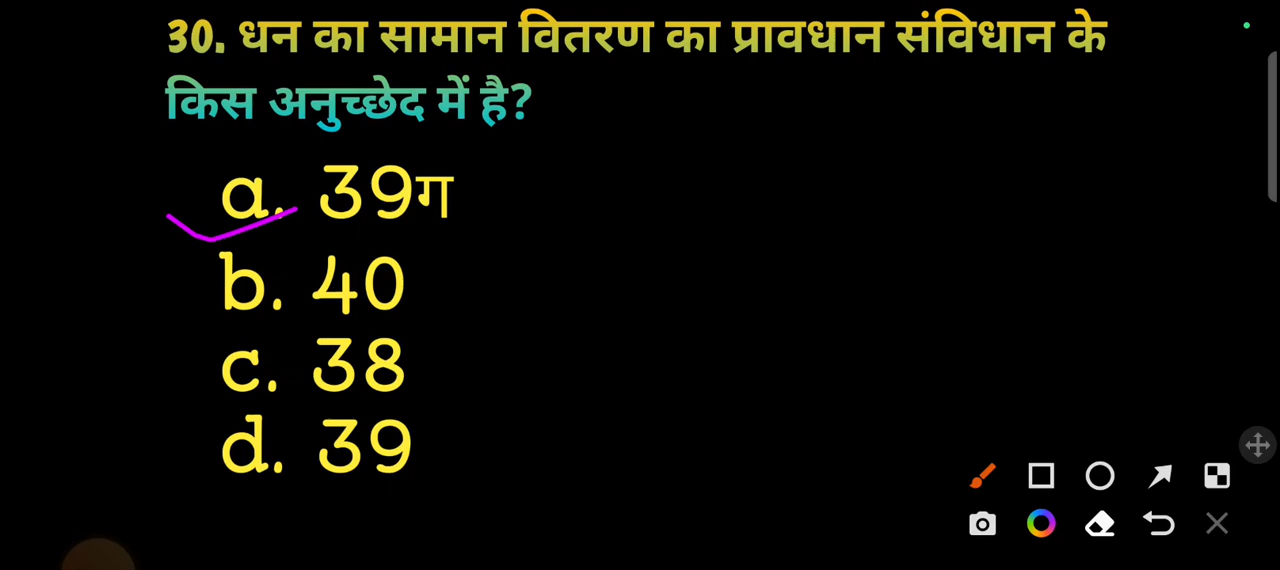 30. धन का सामान वितरण का प्रावधान संविधान के
किस अनुच्छेद में है?
a. 39ग
b. 40
c. 38
d. 39